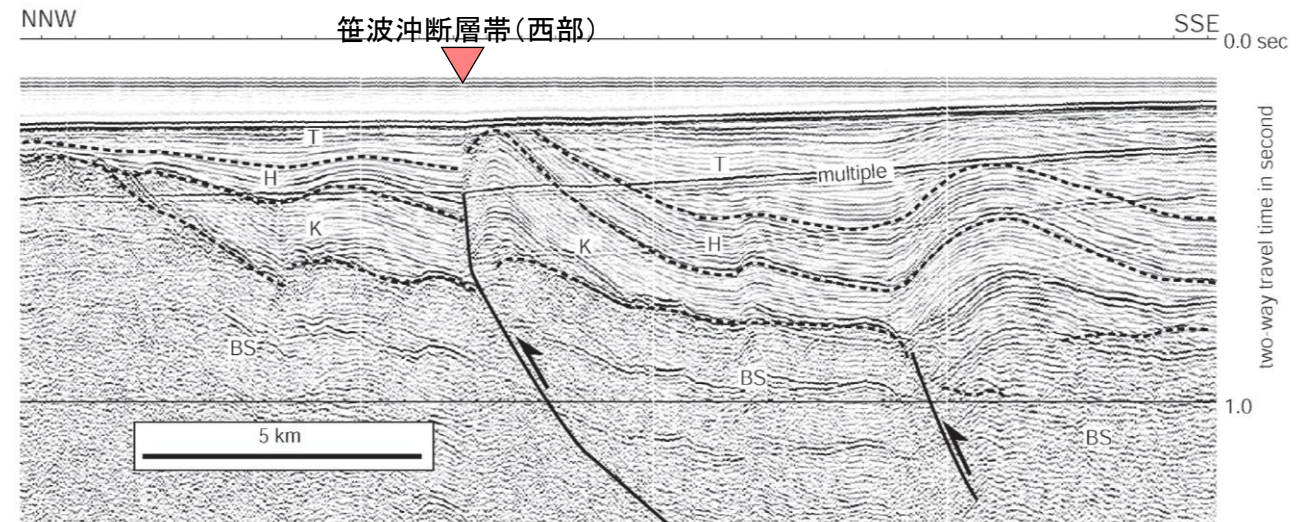 NNW
笹波沖断層帯(西部)
SSE
0.0 sec
T
T
multiple
H
K
K
H
BS
BS
BS
1.0
5 km
two-way travel time in second